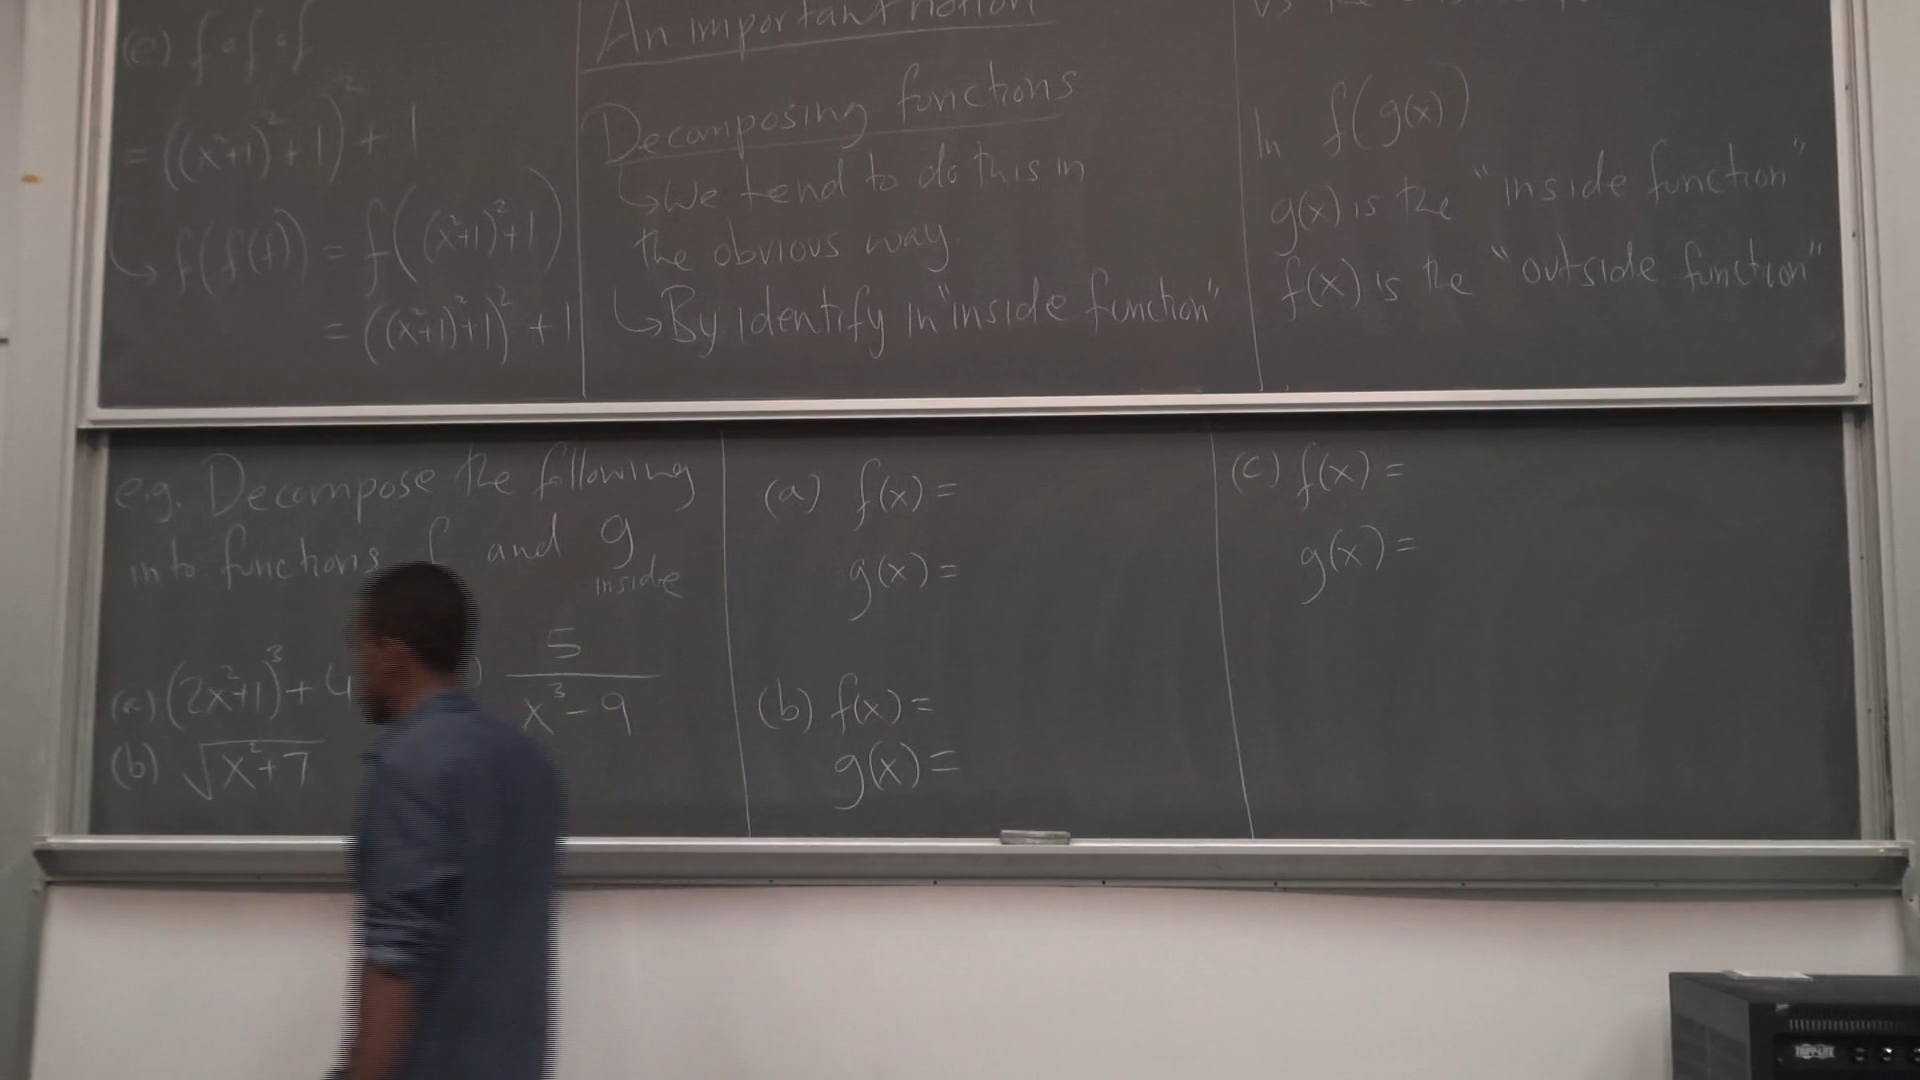 (e) f∘f∘f
= ((x²+1)²+1)² + 1
↳ f(f(f)) = f((x²+1)²+1)
= ((x²+1)²+1)² + 1
An important notion
Decomposing functions
↳ We tend to do this in
the obvious way
↳ By identify in "inside function"
In f(g(x))
g(x) is the "inside function"
f(x) is the "outside function"
e.g. Decompose the following
into functions f and g
inside
(a) (2x²+1)³ + 4
(b) √x²+7
) 5
x³ - 9
(a) f(x) =
g(x) =
(b) f(x) =
g(x) =
(c) f(x) =
g(x) =
TRIPP-LITE